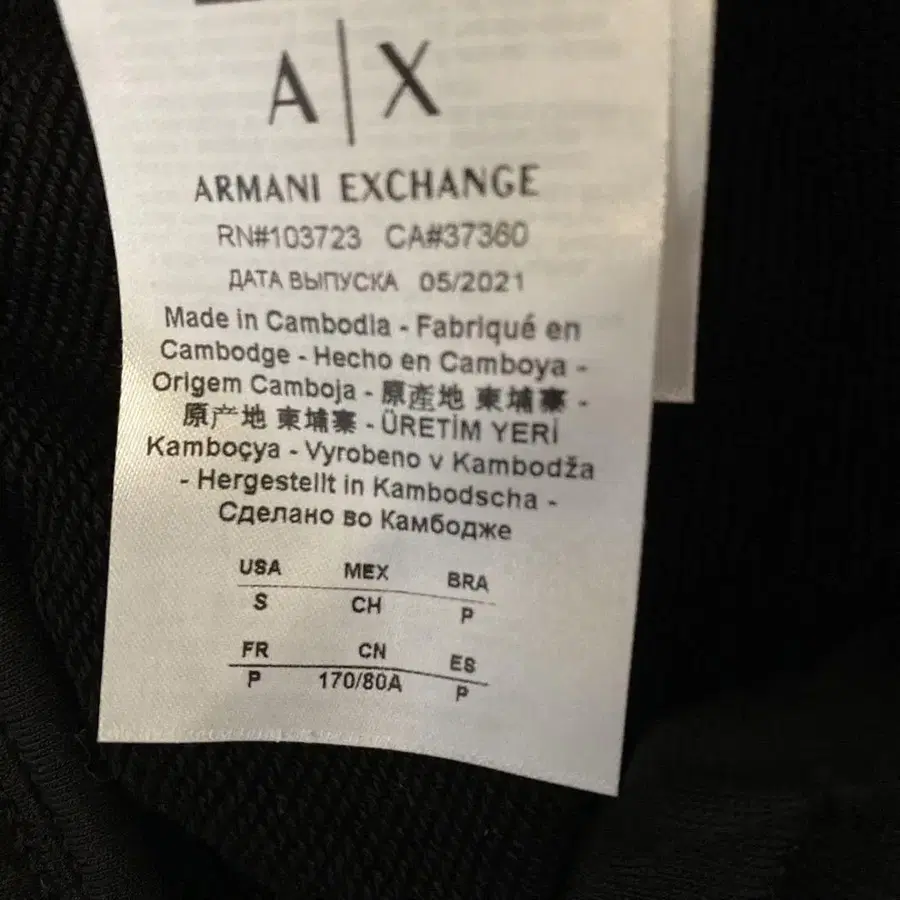 A|X
ARMANI EXCHANGE
RN#103723 CA#37360
ДАТА ВЫПУСКА 05/2021
Made in Cambodia - Fabriqué en
Cambodge - Hecho en Camboya -
Origem Camboja - 原產地 柬埔寨 -
原产地 柬埔寨 - ÜRETİM YERİ
Kamboçya - Vyrobeno v Kambodža
- Hergestellt in Kambodscha -
Сделано во Камбодже
USA MEX BRA
S CH P
FR CN ES
P 170/80A P